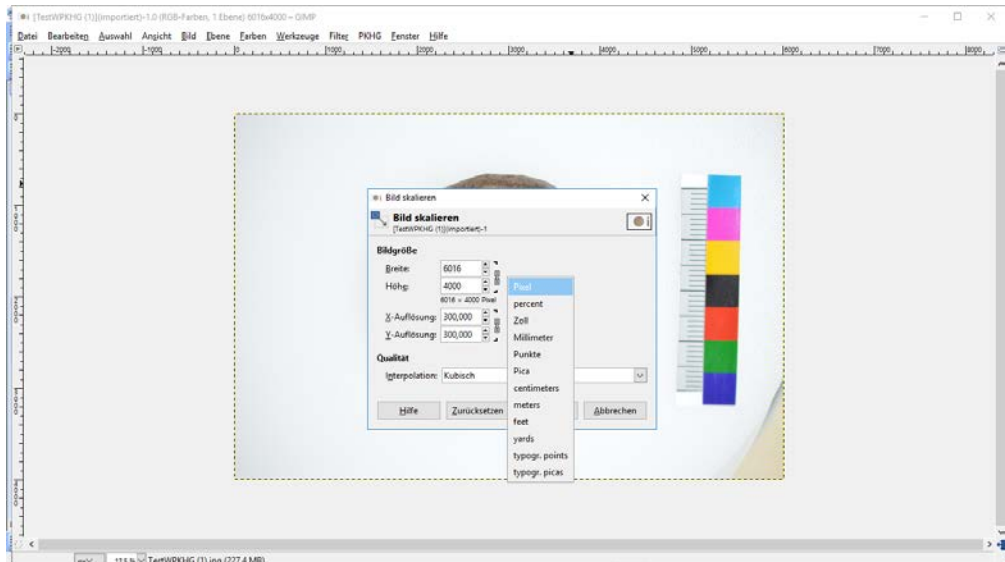 [TestWPKHG (1)](importiert)-1.0 (RGB-Farben, 1 Ebene) 6016x4000 – GIMP
Datei Bearbeiten Auswahl Ansicht Bild Ebene Farben Werkzeuge Filter PKHG Fenster Hilfe
Bild skalieren
Bild skalieren
[TestWPKHG (1)](importiert)-1
Bildgröße
Breite: 6016
Höhe: 4000
6016 × 4000 Pixel
X-Auflösung: 300,000
Y-Auflösung: 300,000
Qualität
Interpolation: Kubisch
Hilfe Zurücksetzen Abbrechen
Pixel
percent
Zoll
Millimeter
Punkte
Pica
centimeters
meters
feet
yards
typogr. points
typogr. picas
TestWPKHG (1).jpg (227,4 MB)